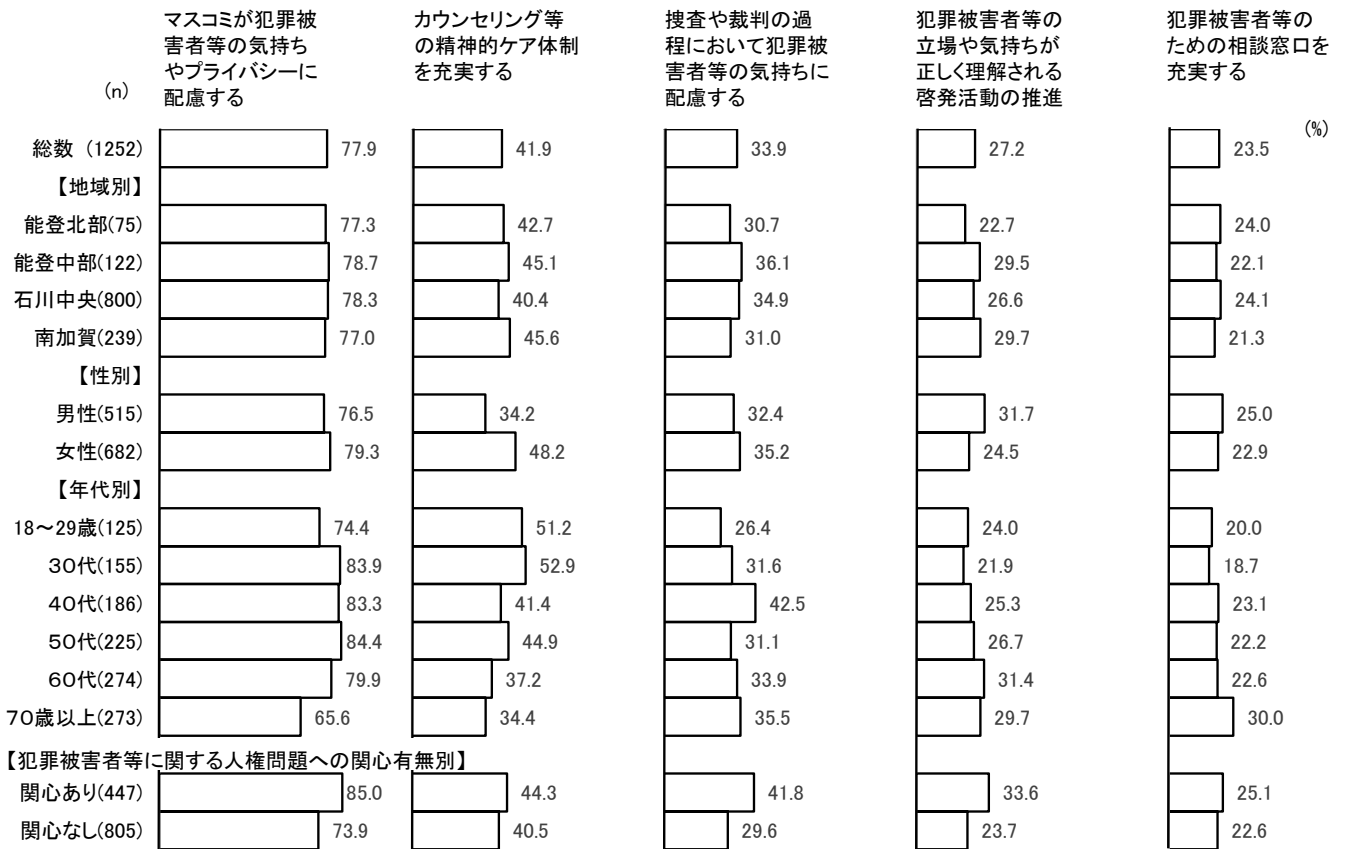 マスコミが犯罪被
害者等の気持ち
やプライバシーに
配慮する
カウンセリング等
の精神的ケア体制
を充実する
捜査や裁判の過
程において犯罪被
害者等の気持ちに
配慮する
犯罪被害者等の
立場や気持ちが
正しく理解される
啓発活動の推進
犯罪被害者等の
ための相談窓口を
充実する
(n)
(%)
総数 (1252) 77.9 41.9 33.9 27.2 23.5
【地域別】
能登北部(75) 77.3 42.7 30.7 22.7 24.0
能登中部(122) 78.7 45.1 36.1 29.5 22.1
石川中央(800) 78.3 40.4 34.9 26.6 24.1
南加賀(239) 77.0 45.6 31.0 29.7 21.3
【性別】
男性(515) 76.5 34.2 32.4 31.7 25.0
女性(682) 79.3 48.2 35.2 24.5 22.9
【年代別】
18～29歳(125) 74.4 51.2 26.4 24.0 20.0
30代(155) 83.9 52.9 31.6 21.9 18.7
40代(186) 83.3 41.4 42.5 25.3 23.1
50代(225) 84.4 44.9 31.1 26.7 22.2
60代(274) 79.9 37.2 33.9 31.4 22.6
70歳以上(273) 65.6 34.4 35.5 29.7 30.0
【犯罪被害者等に関する人権問題への関心有無別】
関心あり(447) 85.0 44.3 41.8 33.6 25.1
関心なし(805) 73.9 40.5 29.6 23.7 22.6